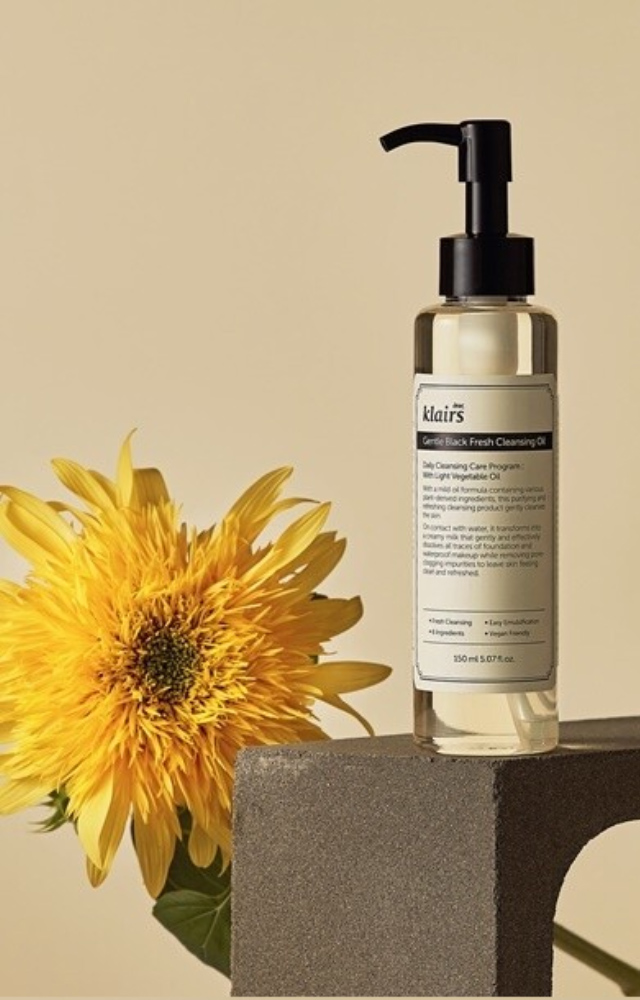 dear,
klairs
Gentle Black Fresh Cleansing Oil
Daily Cleansing Care Program :
With Light Vegetable Oil
With a mild oil formula containing various
plant-derived ingredients, this purifying and
refreshing cleansing product gently cleanses
the skin.
On contact with water, it transforms into
a creamy milk that gently and effectively
dissolves all traces of foundation and
waterproof makeup while removing pore-
clogging impurities to leave skin feeling
clean and refreshed.
• Fresh Cleansing • Easy Emulsification
• 8 Ingredients • Vegan Friendly
150 ml 5.07 fl.oz.